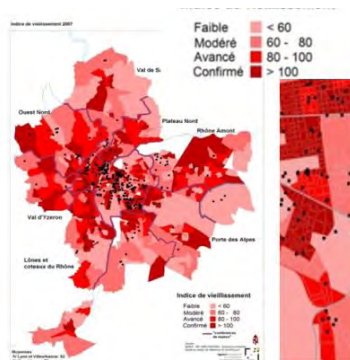 Indice de vieillissement 2007
Faible < 60
Modéré 60 - 80
Avancé 80 - 100
Confirmé > 100
Val de S
Ouest Nord
Plateau Nord
Rhône Amont
Val d'Yzeron
Porte des Alpes
Lônes et
coteaux du Rhône
Indice de vieillissement
Faible < 60
Modéré 60 - 80
Avancé 80 - 100
Confirmé > 100